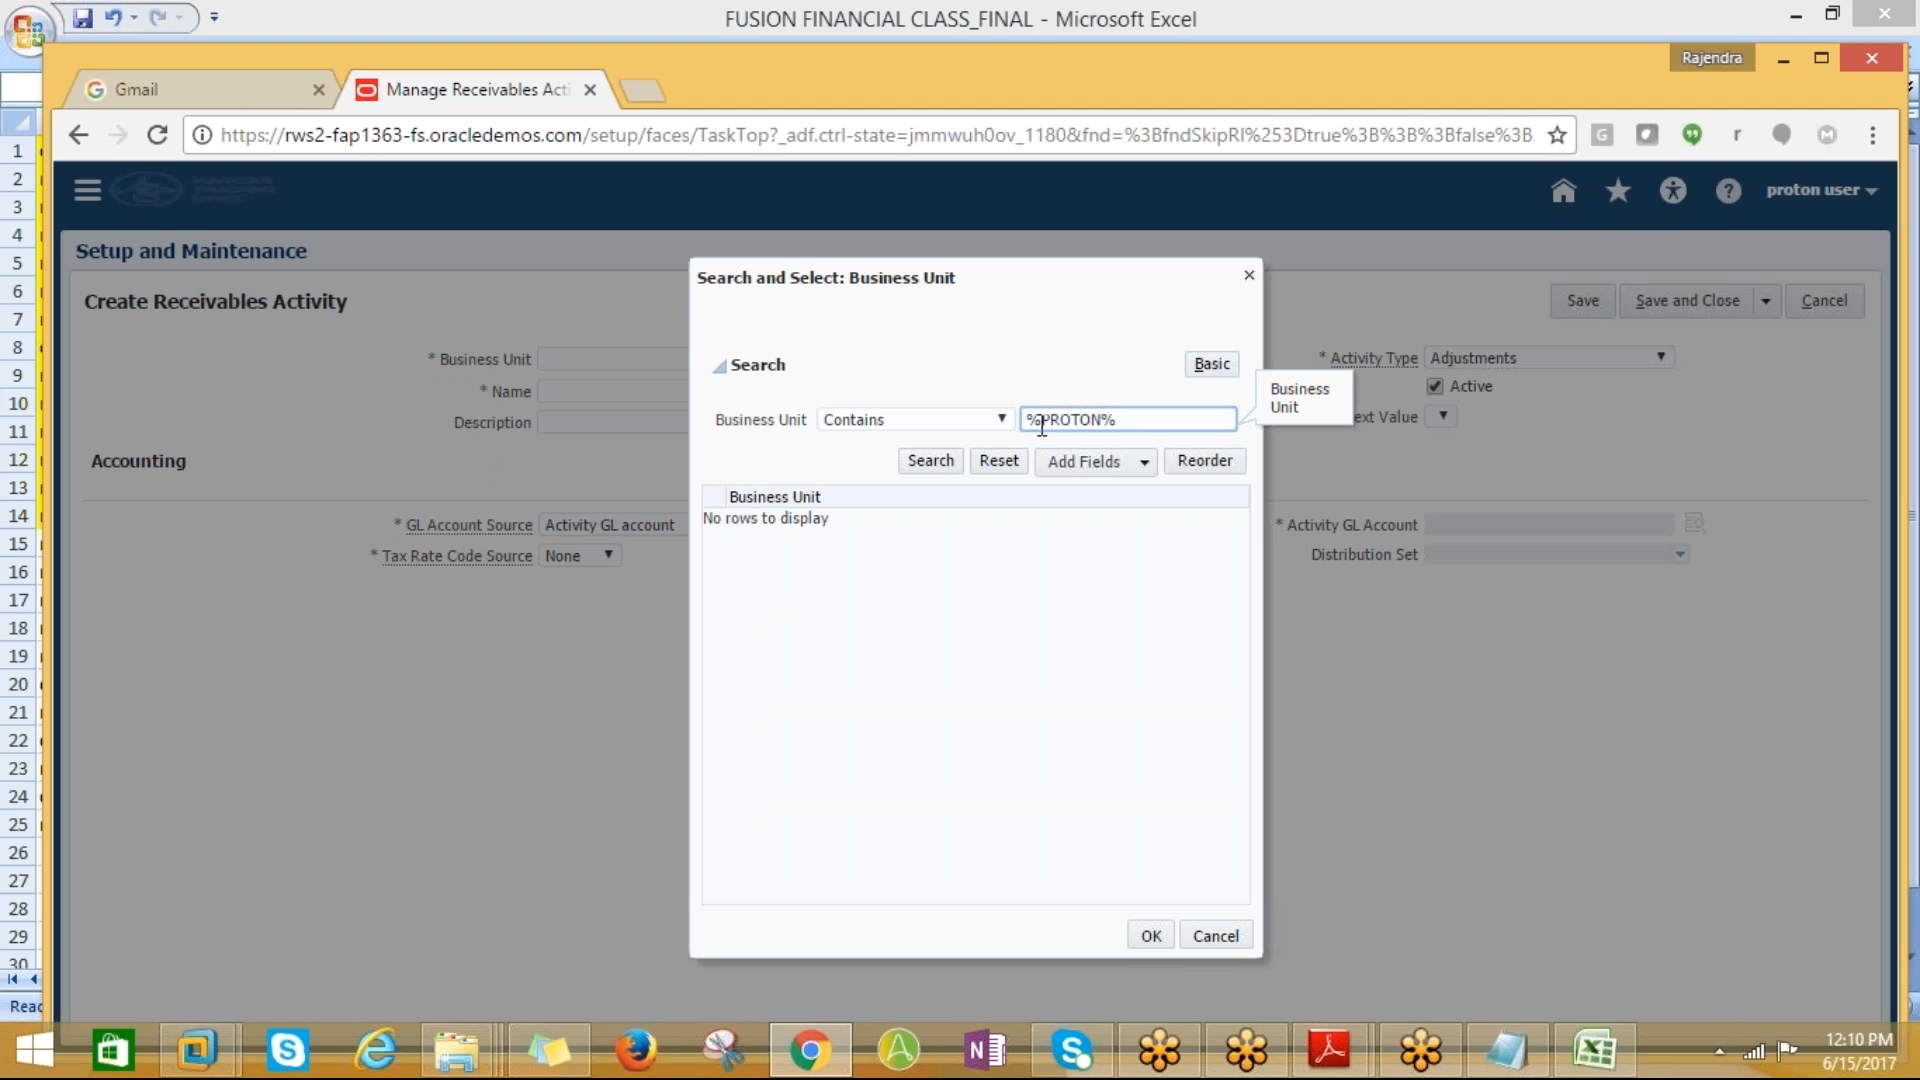 FUSION FINANCIAL CLASS_FINAL - Microsoft Excel
Rajendra
Gmail
Manage Receivables Acti
https://rws2-fap1363-fs.oracledemos.com/setup/faces/TaskTop?_adf.ctrl-state=jmmwuh0ov_1180&fnd=%3BfndSkipRI%253Dtrue%3B%3B%3Bfalse%3B
proton user
Setup and Maintenance
Create Receivables Activity
Save
Save and Close
Cancel
* Business Unit
* Name
Description
* Activity Type Adjustments
Active
ext Value
Accounting
* GL Account Source Activity GL account
* Tax Rate Code Source None
* Activity GL Account
Distribution Set
Search and Select: Business Unit
Search
Basic
Business Unit Contains %PROTON%
Business
Unit
Search Reset Add Fields Reorder
Business Unit
No rows to display
OK Cancel
1
2
3
4
5
6
7
8
9
10
11
12
13
14
15
16
17
18
19
20
21
22
23
24
25
26
27
28
29
30
Reac
12:10 PM
6/15/2017